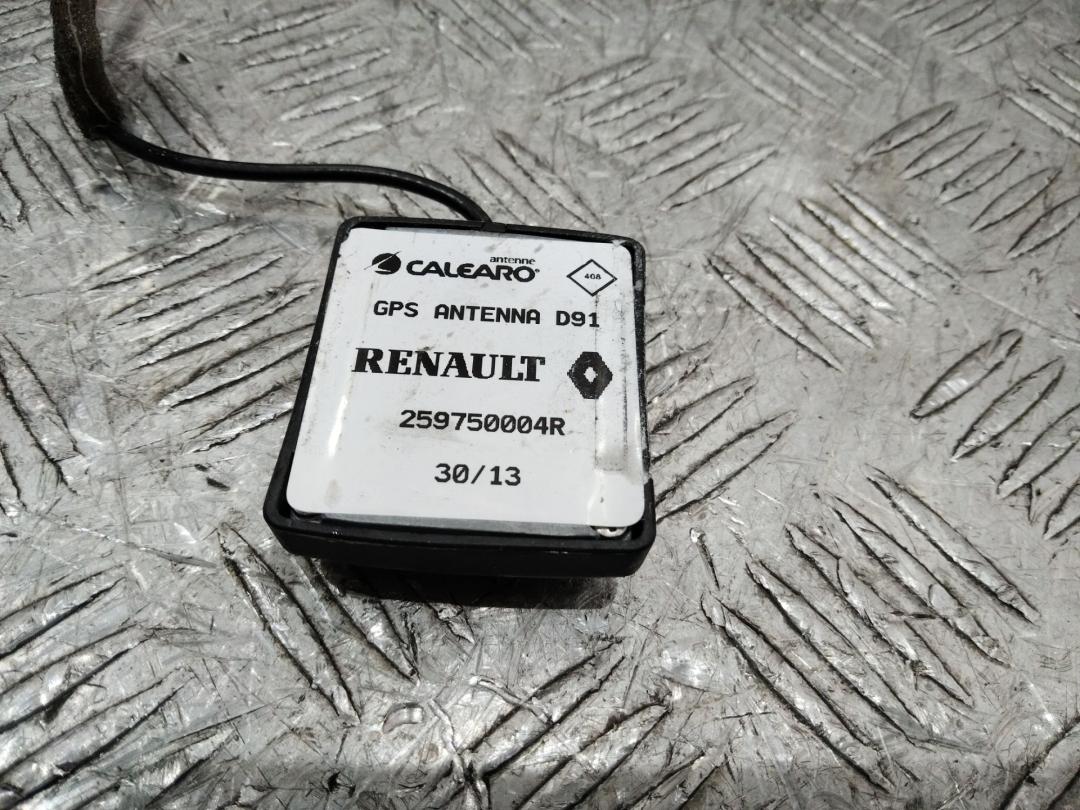 antenne
CALEARO®
408
GPS ANTENNA D91
RENAULT
259750004R
30/13